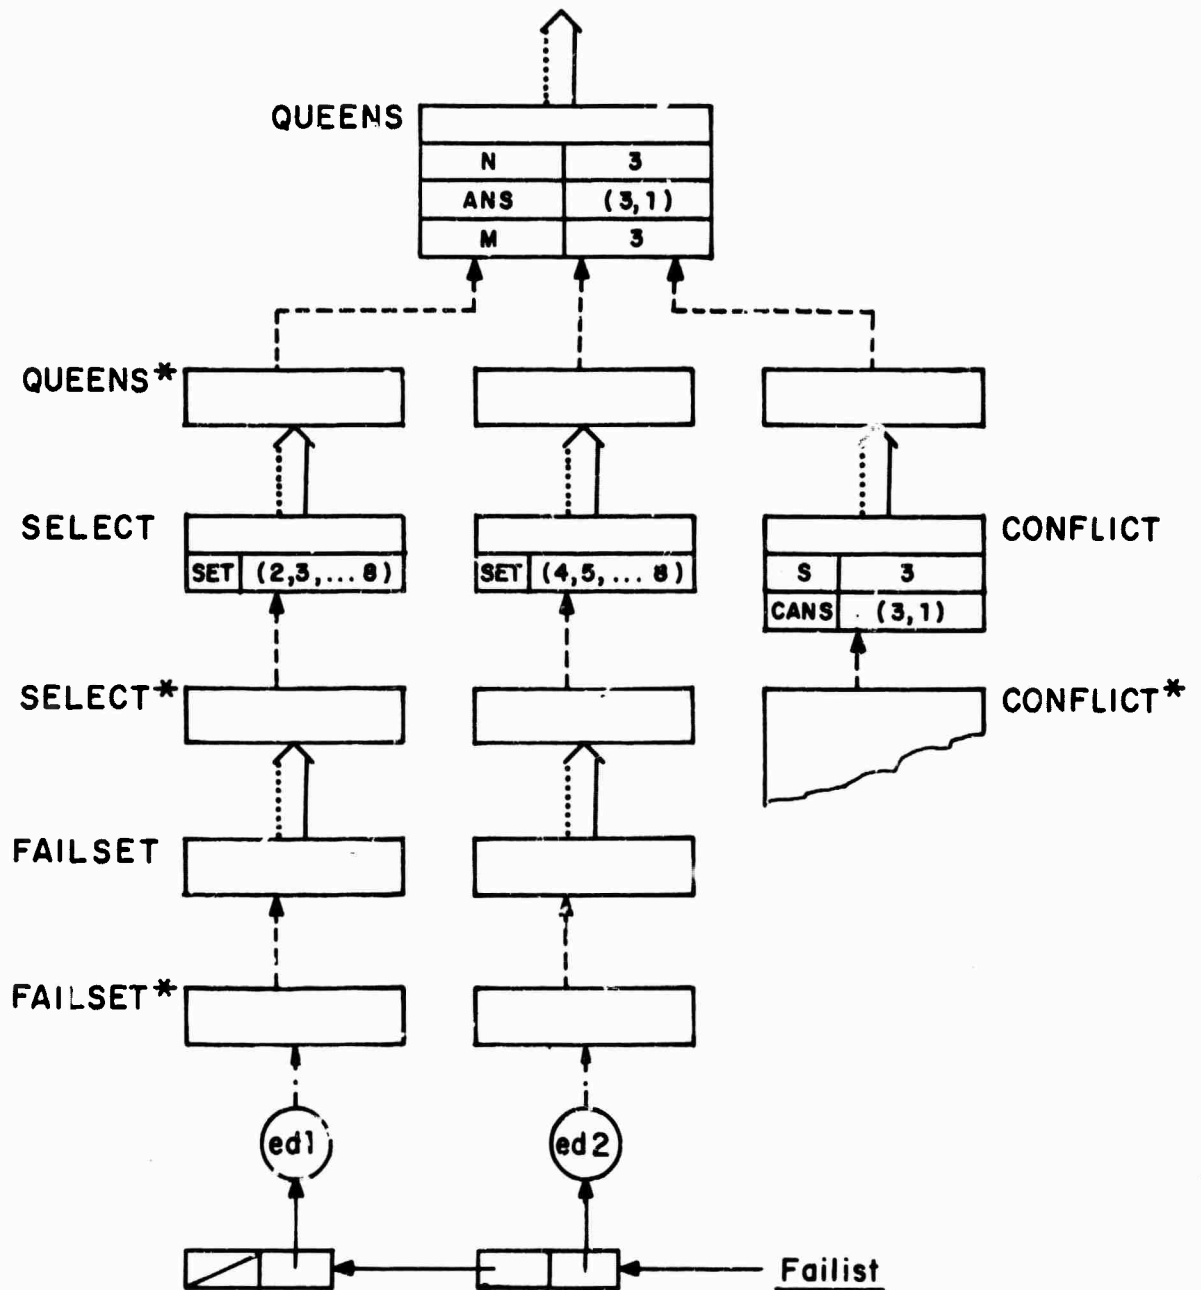 QUEENS
N 3
ANS (3,1)
M 3
QUEENS*
SELECT
SET (2,3,... 8)
SET (4,5,... 8)
CONFLICT
S 3
CANS (3,1)
SELECT*
CONFLICT*
FAILSET
FAILSET*
ed1
ed2
Failist